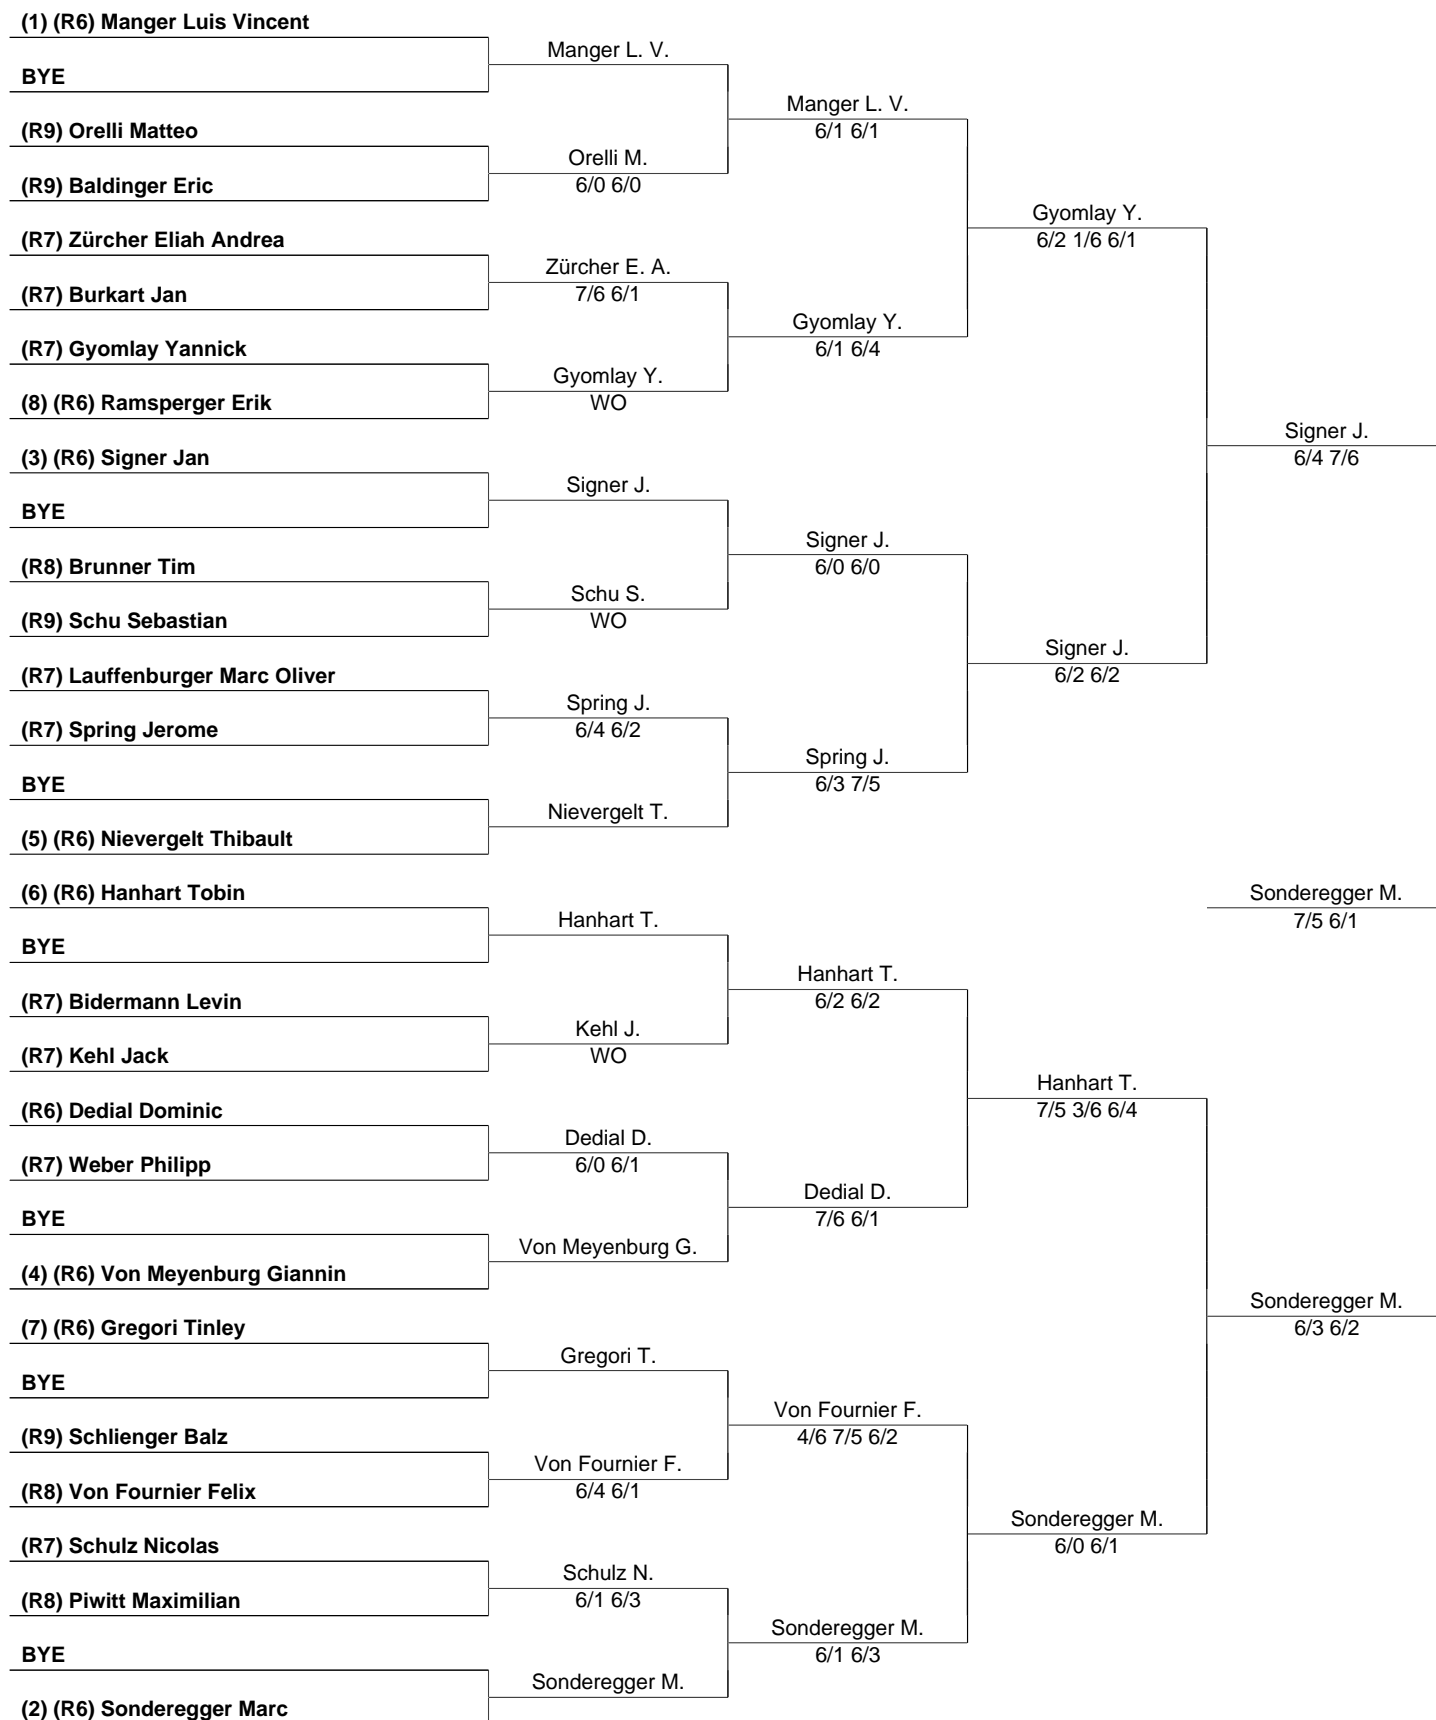 (1) (R6) Manger Luis Vincent
Manger L. V.
BYE
Manger L. V.
6/1 6/1
(R9) Orelli Matteo
Orelli M.
6/0 6/0
(R9) Baldinger Eric
Gyomlay Y.
6/2 1/6 6/1
(R7) Zürcher Eliah Andrea
Zürcher E. A.
7/6 6/1
(R7) Burkart Jan
Gyomlay Y.
6/1 6/4
(R7) Gyomlay Yannick
Gyomlay Y.
WO
(8) (R6) Ramsperger Erik
Signer J.
6/4 7/6
(3) (R6) Signer Jan
Signer J.
BYE
Signer J.
6/0 6/0
(R8) Brunner Tim
Schu S.
WO
(R9) Schu Sebastian
Signer J.
6/2 6/2
(R7) Lauffenburger Marc Oliver
Spring J.
6/4 6/2
(R7) Spring Jerome
Spring J.
6/3 7/5
BYE
Nievergelt T.
(5) (R6) Nievergelt Thibault
(6) (R6) Hanhart Tobin
Sonderegger M.
7/5 6/1
Hanhart T.
BYE
Hanhart T.
6/2 6/2
(R7) Bidermann Levin
Kehl J.
WO
(R7) Kehl Jack
Hanhart T.
7/5 3/6 6/4
(R6) Dedial Dominic
Dedial D.
6/0 6/1
(R7) Weber Philipp
Dedial D.
7/6 6/1
BYE
Von Meyenburg G.
(4) (R6) Von Meyenburg Giannin
Sonderegger M.
6/3 6/2
(7) (R6) Gregori Tinley
Gregori T.
BYE
Von Fournier F.
4/6 7/5 6/2
(R9) Schlienger Balz
Von Fournier F.
6/4 6/1
(R8) Von Fournier Felix
Sonderegger M.
6/0 6/1
(R7) Schulz Nicolas
Schulz N.
6/1 6/3
(R8) Piwitt Maximilian
Sonderegger M.
6/1 6/3
BYE
Sonderegger M.
(2) (R6) Sonderegger Marc